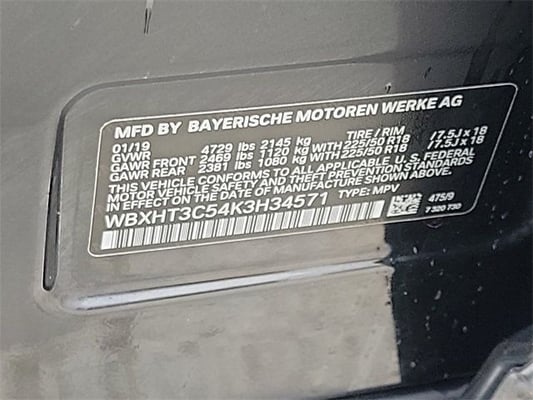 MFD BY BAYERISCHE MOTOREN WERKE AG
01/19 TIRE / RIM
GVWR 4729 lbs 2145 kg
GAWR FRONT 2469 lbs 1120 kg WITH 225/50 R18 /7.5J x 18
GAWR REAR 2381 lbs 1080 kg WITH 225/50 R18 /7.5J x 18
THIS VEHICLE CONFORMS TO ALL APPLICABLE U.S. FEDERAL
MOTOR VEHICLE SAFETY AND THEFT PREVENTION STANDARDS
IN EFFECT ON THE DATE OF MANUFACTURE SHOWN ABOVE.
WBXHT3C54K3H34571 TYPE: MPV
475/9
7 320 730